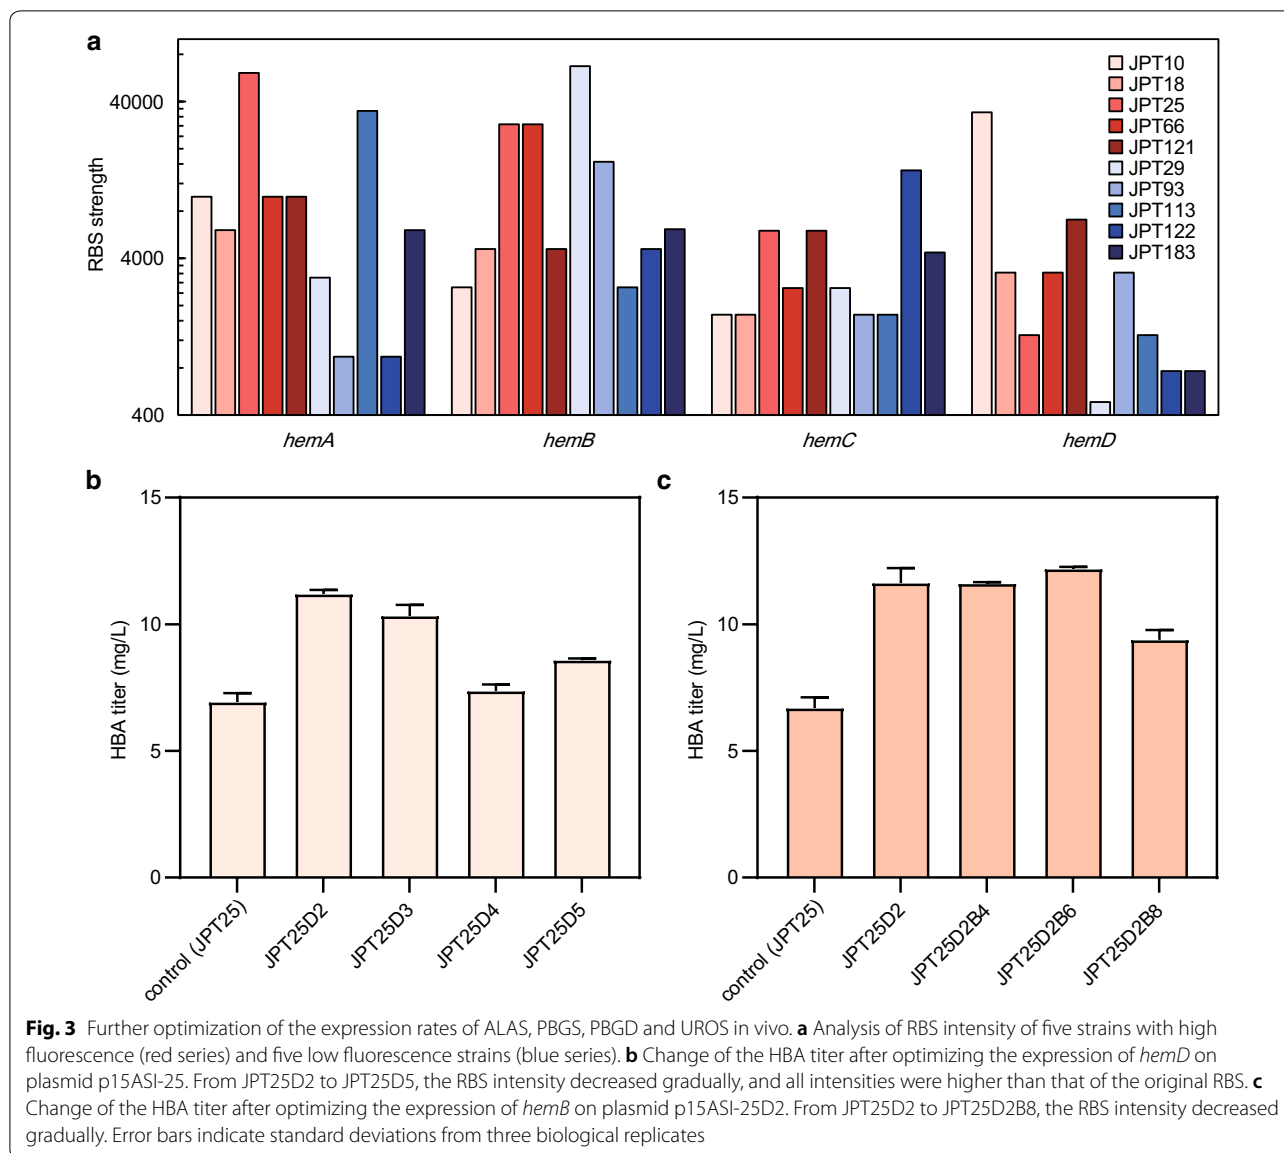 a
RBS strength
40000
4000
400
JPT10
JPT18
JPT25
JPT66
JPT121
JPT29
JPT93
JPT113
JPT122
JPT183
hemA hemB hemC hemD
b
HBA titer (mg/L)
15
10
5
0
control (JPT25)
JPT25D2
JPT25D3
JPT25D4
JPT25D5
c
HBA titer (mg/L)
15
10
5
0
control (JPT25)
JPT25D2
JPT25D2B4
JPT25D2B6
JPT25D2B8
Fig. 3 Further optimization of the expression rates of ALAS, PBGS, PBGD and UROS in vivo. a Analysis of RBS intensity of five strains with high
fluorescence (red series) and five low fluorescence strains (blue series). b Change of the HBA titer after optimizing the expression of hemD on
plasmid p15ASI-25. From JPT25D2 to JPT25D5, the RBS intensity decreased gradually, and all intensities were higher than that of the original RBS. c
Change of the HBA titer after optimizing the expression of hemB on plasmid p15ASI-25D2. From JPT25D2 to JPT25D2B8, the RBS intensity decreased
gradually. Error bars indicate standard deviations from three biological replicates